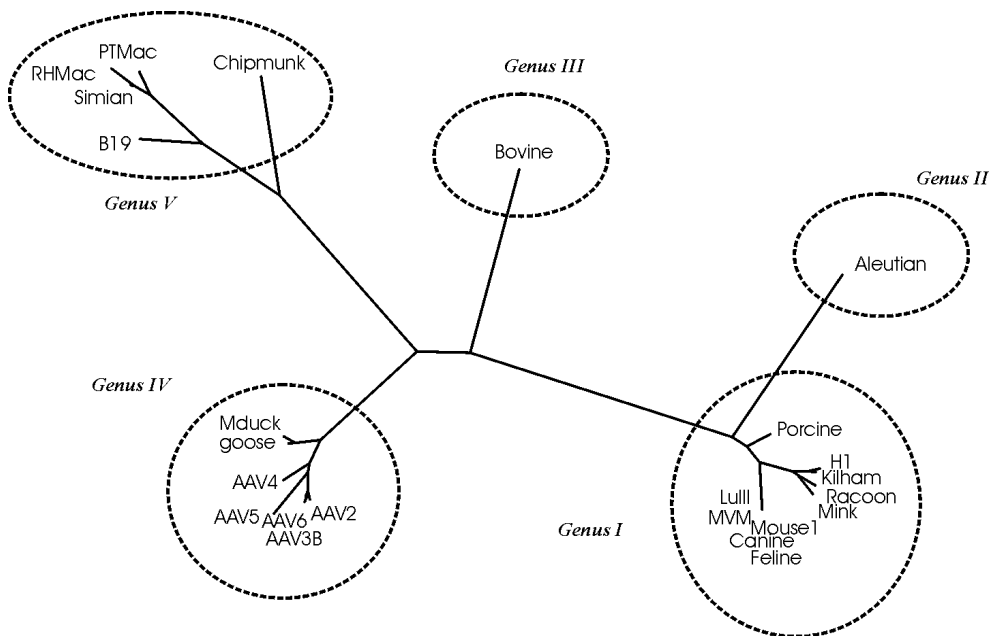 PTMac
Chipmunk
RHMac
Simian
B19
Genus V
Genus III
Bovine
Genus II
Aleutian
Genus IV
Mduck
goose
AAV4
AAV5
AAV6
AAV2
AAV3B
Genus I
Porcine
H1
Kilham
Racoon
Mink
LuIII
MVM
Mouse1
Canine
Feline